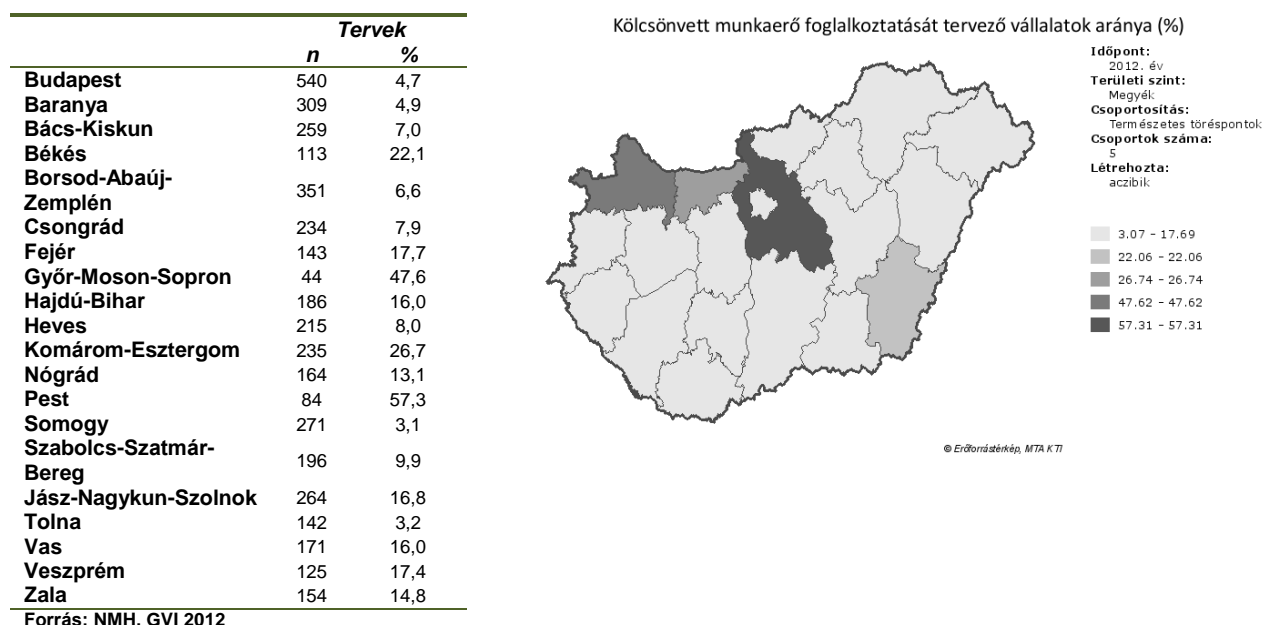 Tervek
n %
Budapest 540 4,7
Baranya 309 4,9
Bács-Kiskun 259 7,0
Békés 113 22,1
Borsod-Abaúj-
Zemplén 351 6,6
Csongrád 234 7,9
Fejér 143 17,7
Győr-Moson-Sopron 44 47,6
Hajdú-Bihar 186 16,0
Heves 215 8,0
Komárom-Esztergom 235 26,7
Nógrád 164 13,1
Pest 84 57,3
Somogy 271 3,1
Szabolcs-Szatmár-
Bereg 196 9,9
Jász-Nagykun-Szolnok 264 16,8
Tolna 142 3,2
Vas 171 16,0
Veszprém 125 17,4
Zala 154 14,8
Forrás: NMH, GVI 2012
Kölcsönvett munkaerő foglalkoztatását tervező vállalatok aránya (%)
Időpont:
2012. év
Területi szint:
Megyék
Csoportosítás:
Természetes töréspontok
Csoportok száma:
5
Létrehozta:
aczibik
3.07 - 17.69
22.06 - 22.06
26.74 - 26.74
47.62 - 47.62
57.31 - 57.31
© Erőforrástérkép, MTA KTI